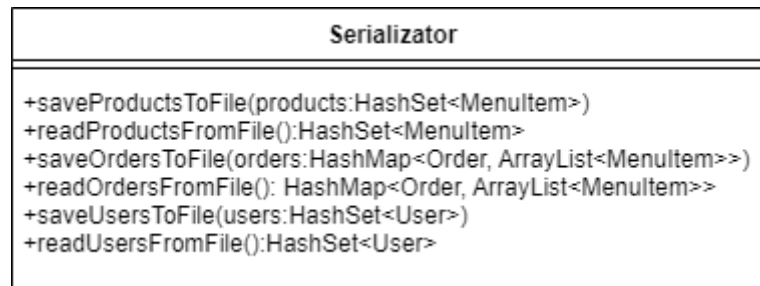 Serializator
+saveProductsToFile(products:HashSet<MenuItem>)
+readProductsFromFile():HashSet<MenuItem>
+saveOrdersToFile(orders:HashMap<Order, ArrayList<MenuItem>>)
+readOrdersFromFile(): HashMap<Order, ArrayList<MenuItem>>
+saveUsersToFile(users:HashSet<User>)
+readUsersFromFile():HashSet<User>